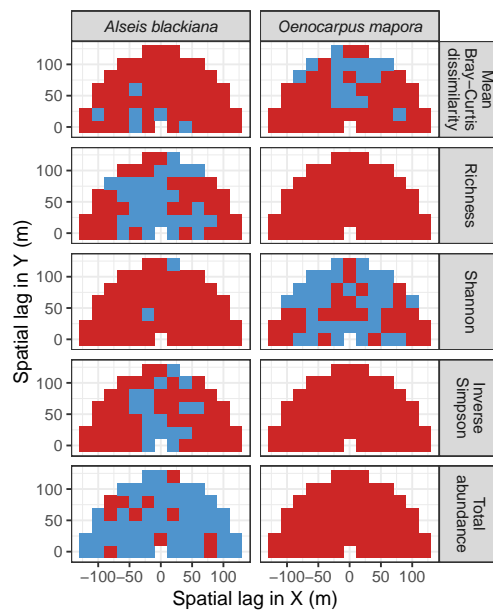 Alseis blackiana
Oenocarpus mapora
Spatial lag in Y (m)
100
50
0
Mean
Bray−Curtis
dissimilarity
100
50
0
Richness
100
50
0
Shannon
100
50
0
Inverse
Simpson
100
50
0
Total
abundance
−100−50 0 50 100
−100−50 0 50 100
Spatial lag in X (m)